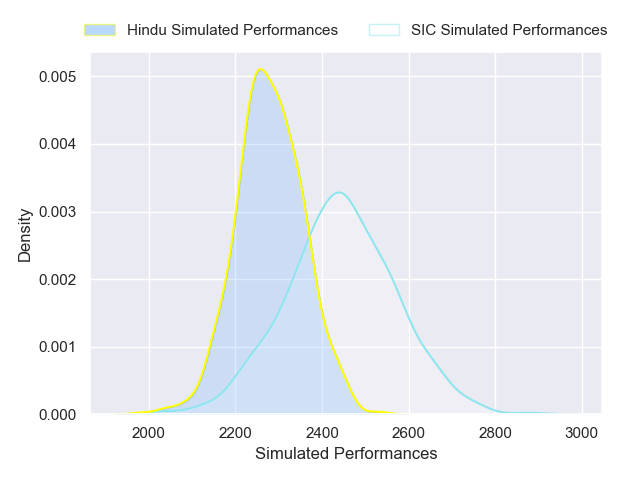 Hindu Simulated Performances
SIC Simulated Performances
0.005
0.004
0.003
0.002
0.001
0.000
Density
2000 2200 2400 2600 2800 3000
Simulated Performances